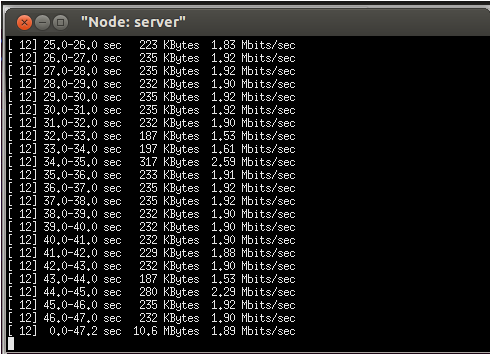 "Node: server"
[ 12] 25.0-26.0 sec   223 KBytes  1.83 Mbits/sec
[ 12] 26.0-27.0 sec   235 KBytes  1.92 Mbits/sec
[ 12] 27.0-28.0 sec   235 KBytes  1.92 Mbits/sec
[ 12] 28.0-29.0 sec   232 KBytes  1.90 Mbits/sec
[ 12] 29.0-30.0 sec   235 KBytes  1.92 Mbits/sec
[ 12] 30.0-31.0 sec   235 KBytes  1.92 Mbits/sec
[ 12] 31.0-32.0 sec   232 KBytes  1.90 Mbits/sec
[ 12] 32.0-33.0 sec   187 KBytes  1.53 Mbits/sec
[ 12] 33.0-34.0 sec   197 KBytes  1.61 Mbits/sec
[ 12] 34.0-35.0 sec   317 KBytes  2.59 Mbits/sec
[ 12] 35.0-36.0 sec   233 KBytes  1.91 Mbits/sec
[ 12] 36.0-37.0 sec   235 KBytes  1.92 Mbits/sec
[ 12] 37.0-38.0 sec   235 KBytes  1.92 Mbits/sec
[ 12] 38.0-39.0 sec   232 KBytes  1.90 Mbits/sec
[ 12] 39.0-40.0 sec   232 KBytes  1.90 Mbits/sec
[ 12] 40.0-41.0 sec   232 KBytes  1.90 Mbits/sec
[ 12] 41.0-42.0 sec   229 KBytes  1.88 Mbits/sec
[ 12] 42.0-43.0 sec   232 KBytes  1.90 Mbits/sec
[ 12] 43.0-44.0 sec   187 KBytes  1.53 Mbits/sec
[ 12] 44.0-45.0 sec   280 KBytes  2.29 Mbits/sec
[ 12] 45.0-46.0 sec   235 KBytes  1.92 Mbits/sec
[ 12] 46.0-47.0 sec   232 KBytes  1.90 Mbits/sec
[ 12]  0.0-47.2 sec  10.6 MBytes  1.89 Mbits/sec